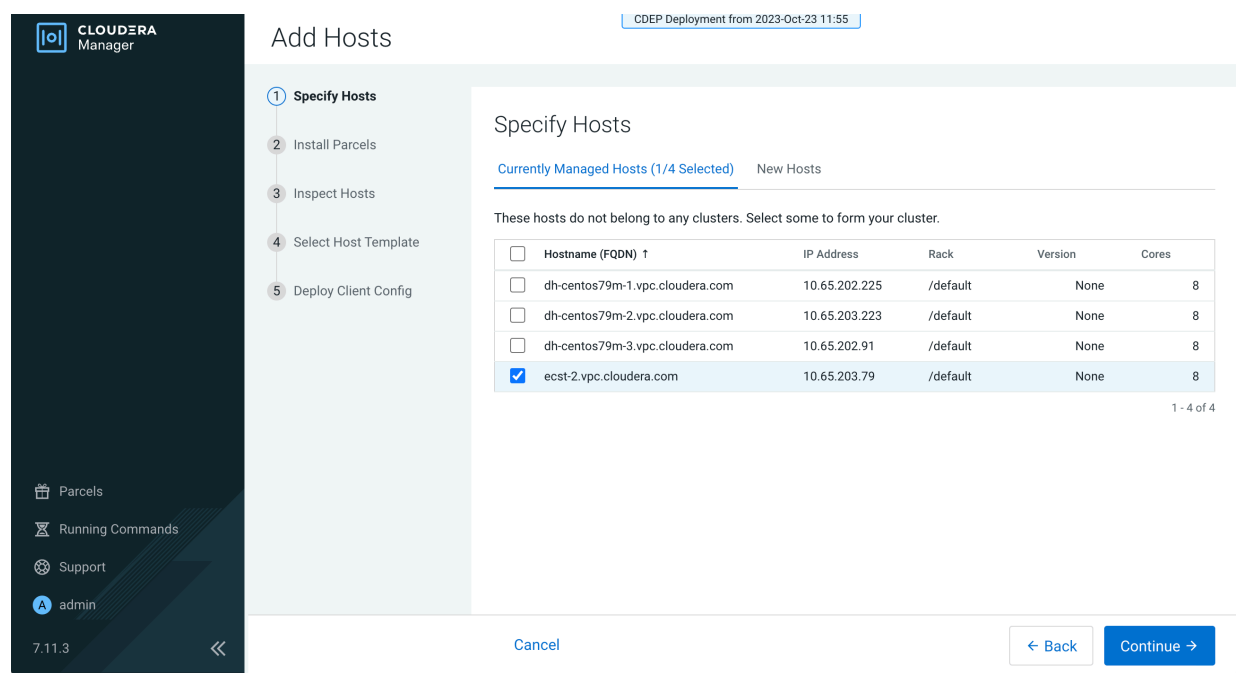 CLOUDERA
Manager
Add Hosts
CDEP Deployment from 2023-Oct-23 11:55
1 Specify Hosts
2 Install Parcels
3 Inspect Hosts
4 Select Host Template
5 Deploy Client Config
Specify Hosts
Currently Managed Hosts (1/4 Selected) New Hosts
These hosts do not belong to any clusters. Select some to form your cluster.
Hostname (FQDN) ↑ IP Address Rack Version Cores
dh-centos79m-1.vpc.cloudera.com 10.65.202.225 /default None 8
dh-centos79m-2.vpc.cloudera.com 10.65.203.223 /default None 8
dh-centos79m-3.vpc.cloudera.com 10.65.202.91 /default None 8
ecst-2.vpc.cloudera.com 10.65.203.79 /default None 8
1 - 4 of 4
Parcels
Running Commands
Support
A admin
7.11.3
Cancel ← Back Continue →